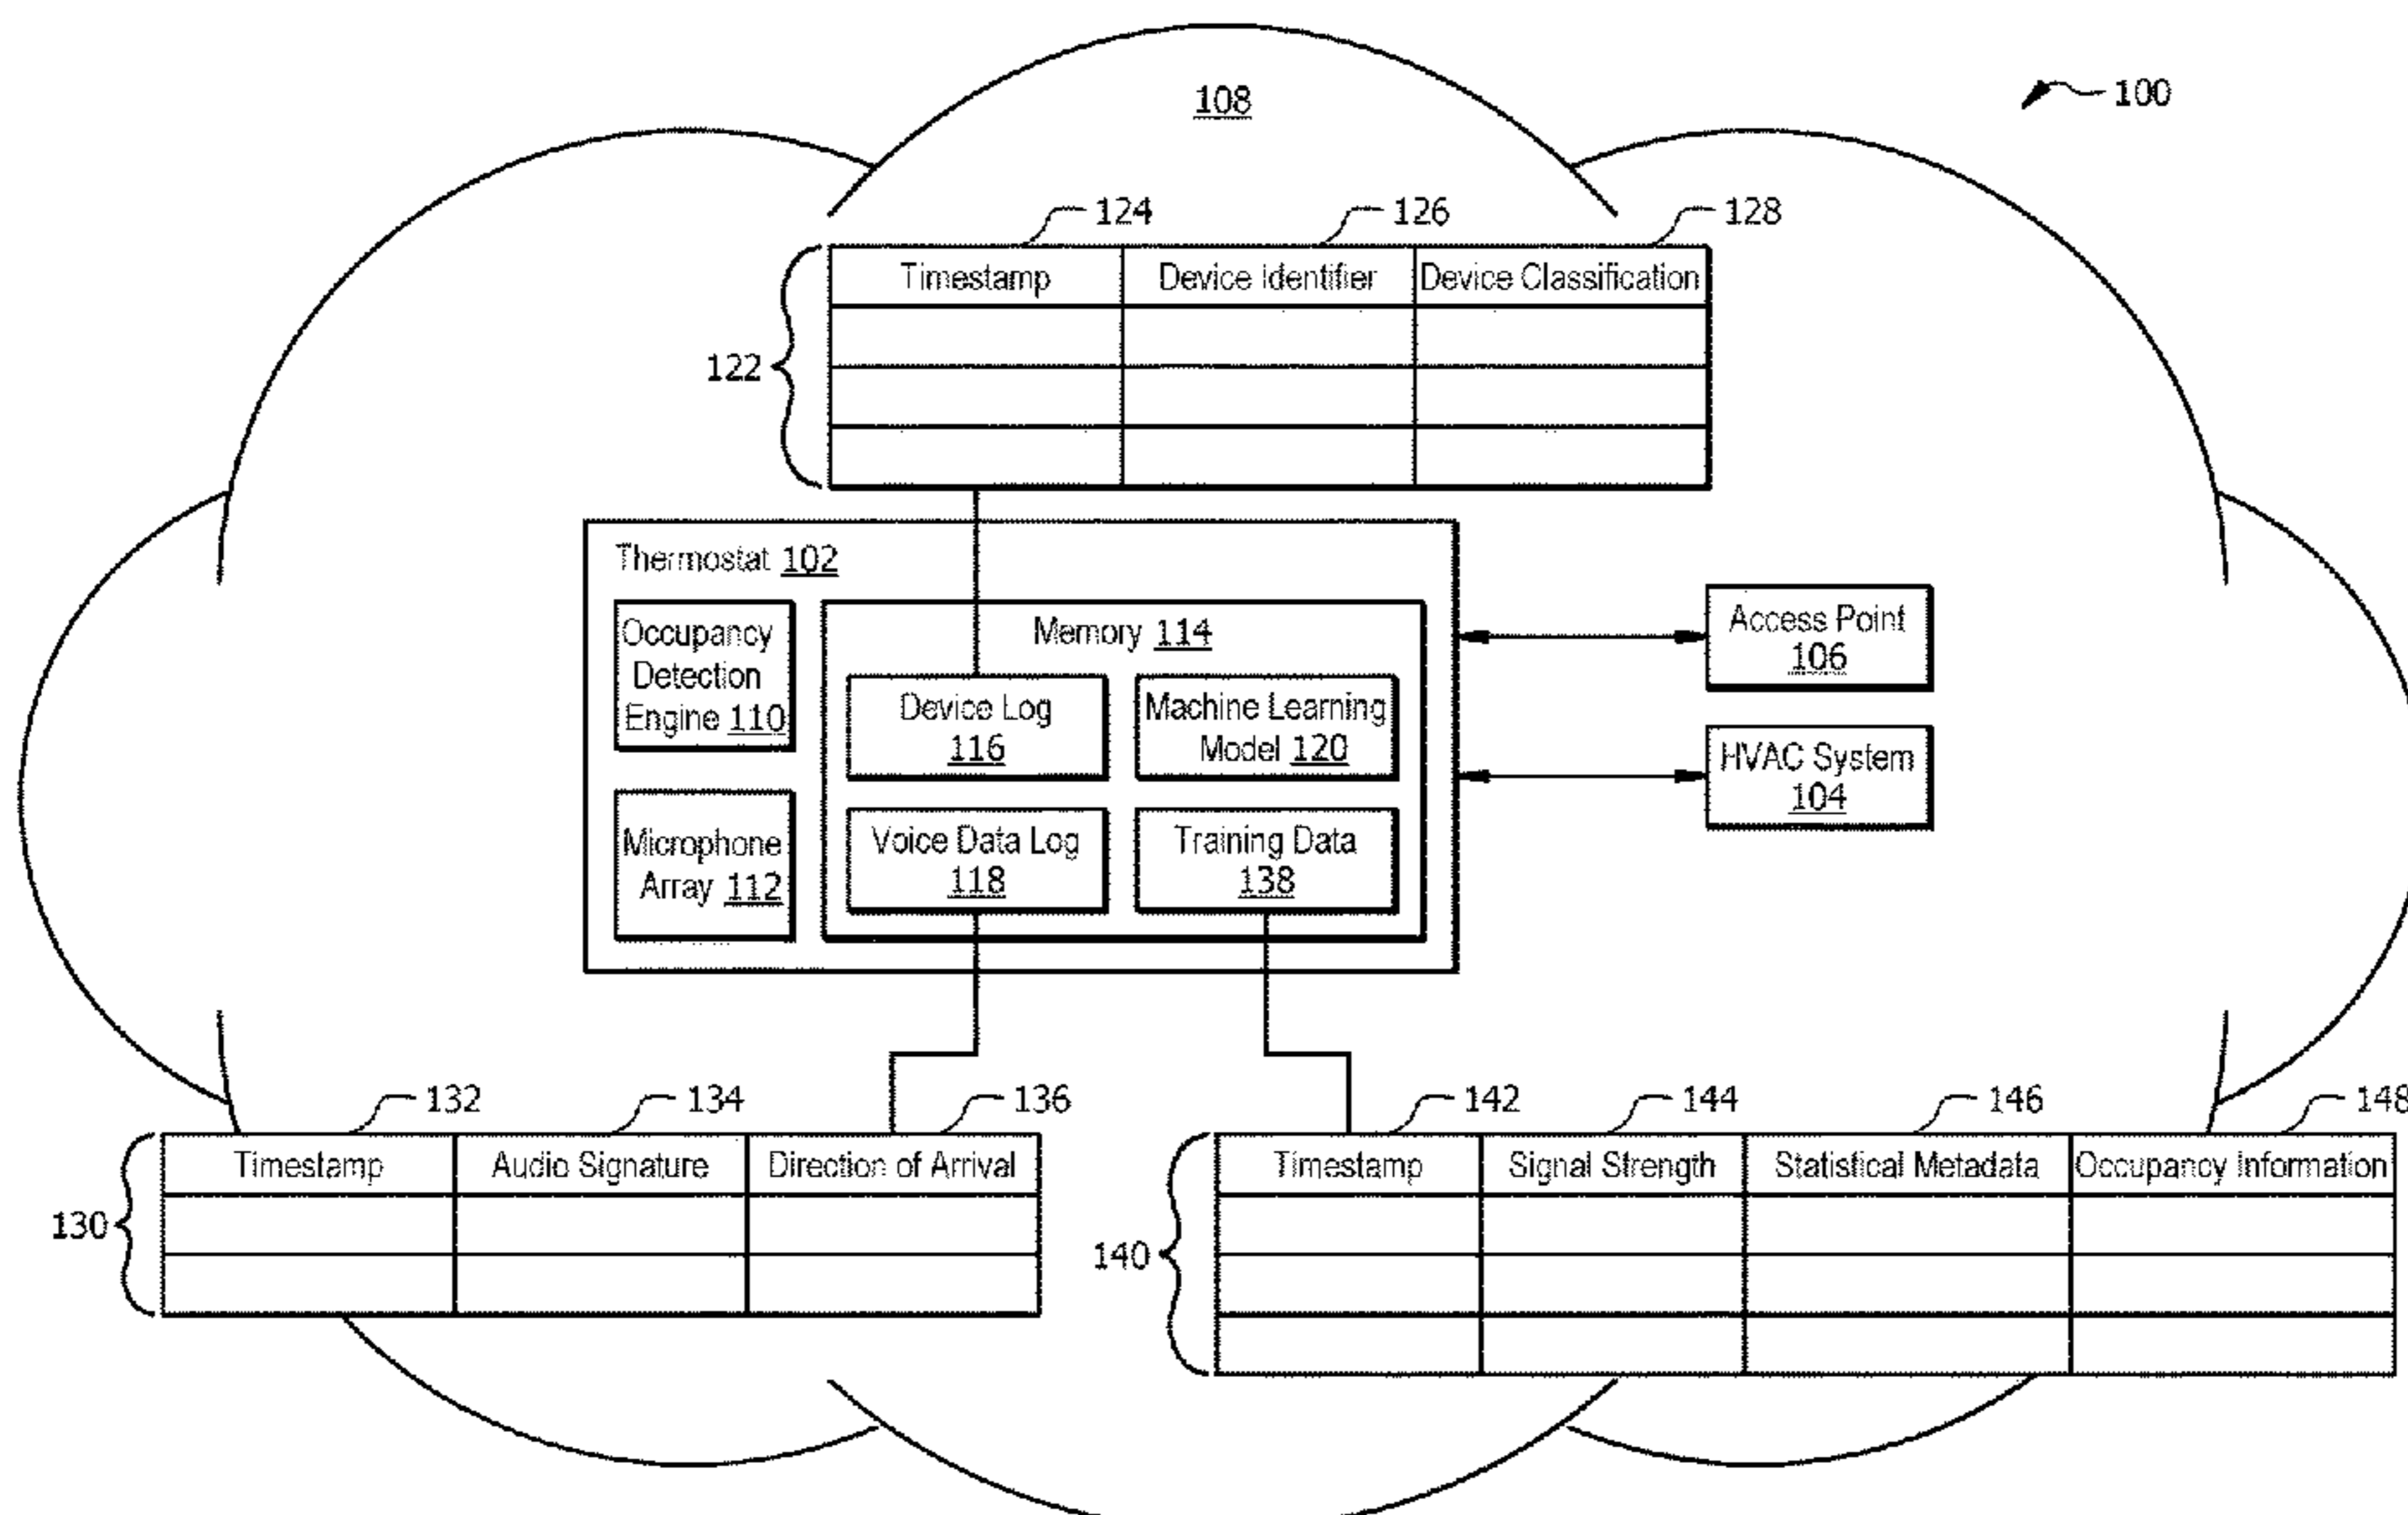 108
100
124
126
128
Timestamp Device Identifier Device Classification
122
Thermostat 102
Occupancy
Detection
Engine 110
Microphone
Array 112
Memory 114
Device Log
116
Machine Learning
Model 120
Voice Data Log
118
Training Data
138
Access Point
106
HVAC System
104
132
134
136
Timestamp Audio Signature Direction of Arrival
130
142
144
146
148
Timestamp Signal Strength Statistical Metadata Occupancy Information
140